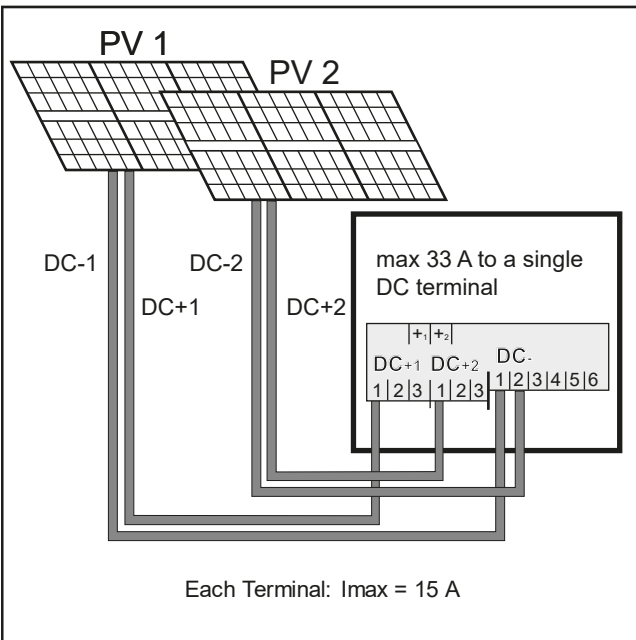 PV 1
PV 2
DC-1
DC-2
DC+1
DC+2
max 33 A to a single
DC terminal
+₁ +₂
DC+1 DC+2 DC-
1 2 3 1 2 3 1 2 3 4 5 6
Each Terminal: Imax = 15 A